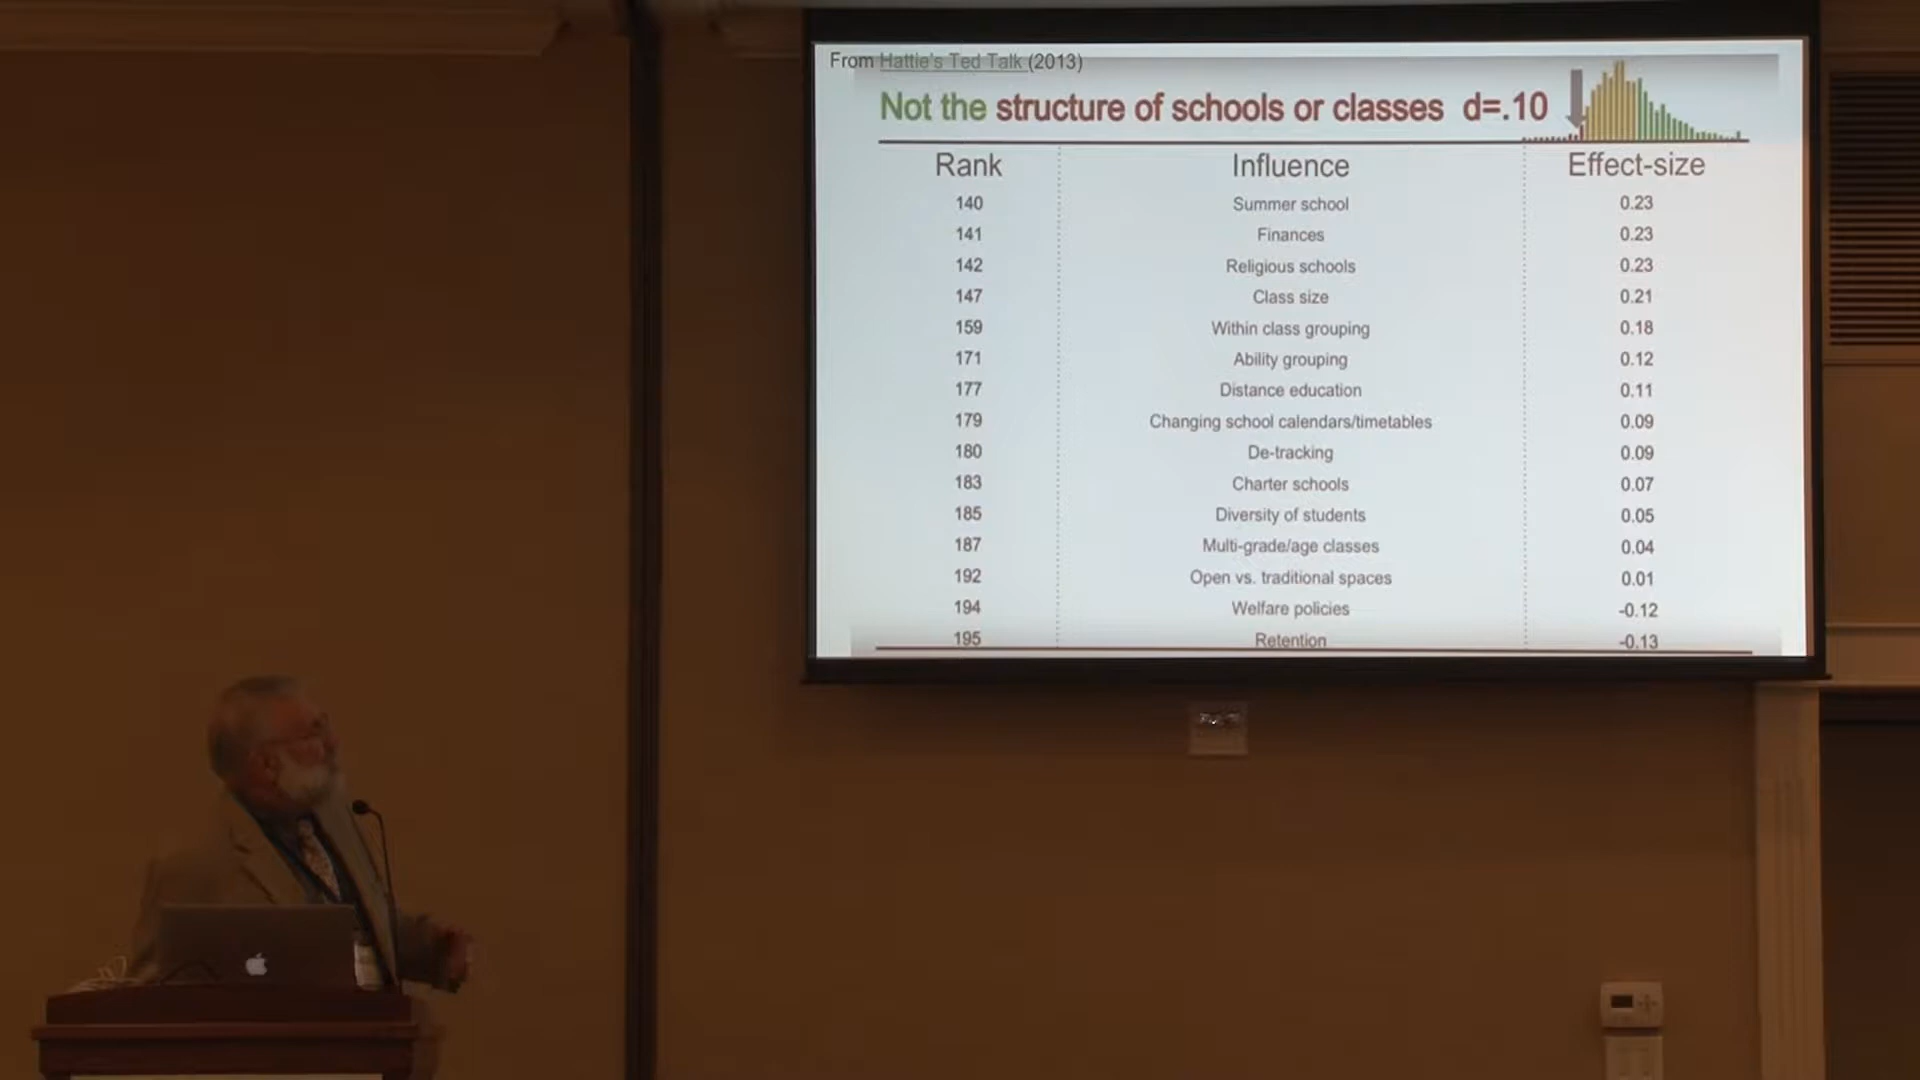 From Hattie's Ted Talk (2013)
Not the structure of schools or classes d=.10
Rank Influence Effect-size
140 Summer school 0.23
141 Finances 0.23
142 Religious schools 0.23
147 Class size 0.21
159 Within class grouping 0.18
171 Ability grouping 0.12
177 Distance education 0.11
179 Changing school calendars/timetables 0.09
180 De-tracking 0.09
183 Charter schools 0.07
185 Diversity of students 0.05
187 Multi-grade/age classes 0.04
192 Open vs. traditional spaces 0.01
194 Welfare policies -0.12
195 Retention -0.13